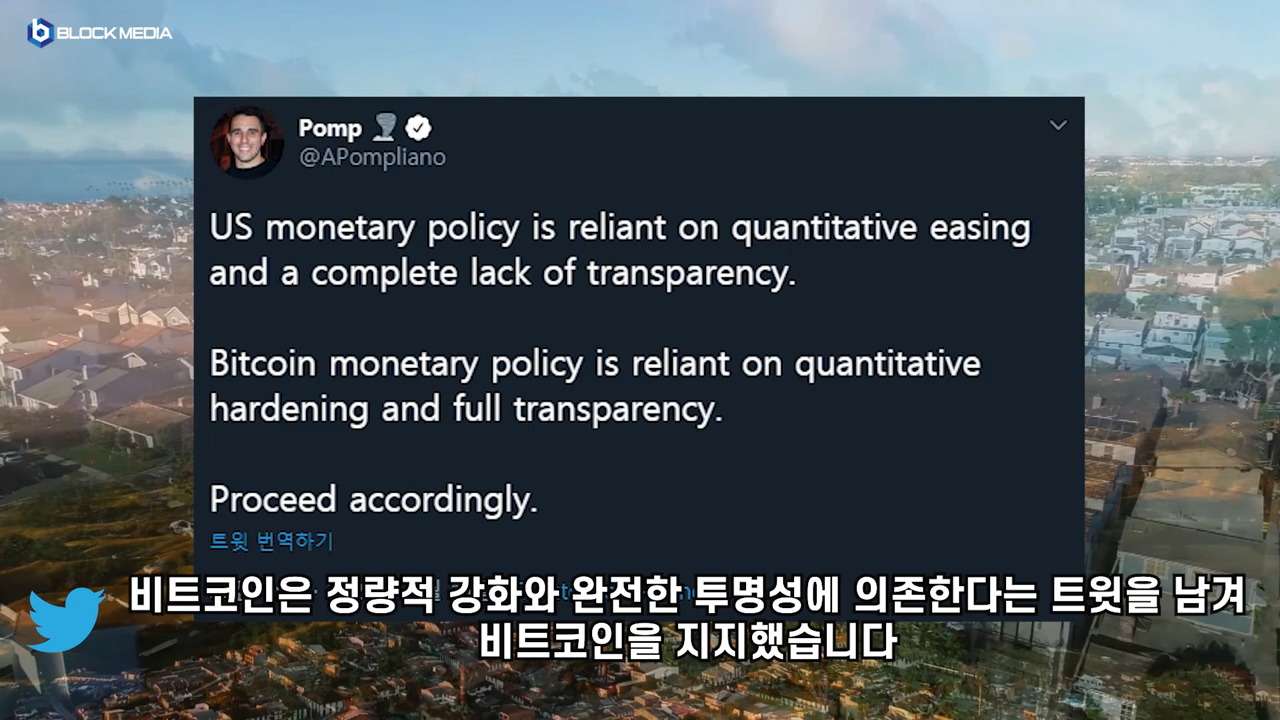 BLOCK MEDIA
Pomp
@APompliano
US monetary policy is reliant on quantitative easing
and a complete lack of transparency.
Bitcoin monetary policy is reliant on quantitative
hardening and full transparency.
Proceed accordingly.
트윗 번역하기
비트코인은 정량적 강화와 완전한 투명성에 의존한다는 트윗을 남겨
비트코인을 지지했습니다